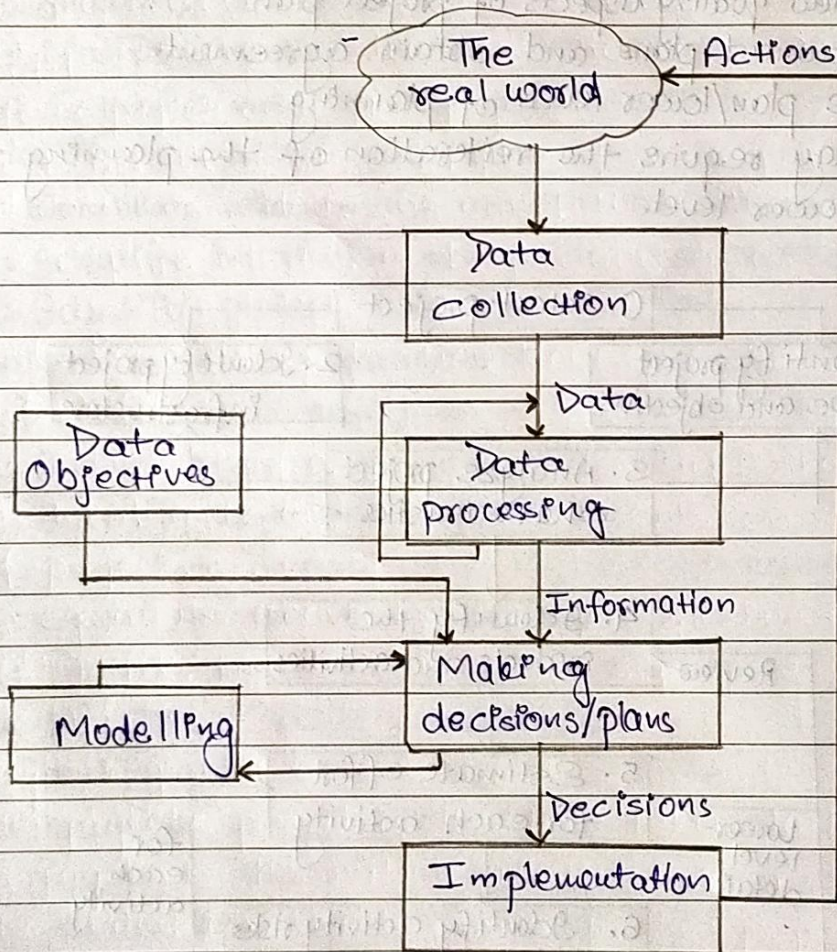 The
real world
Actions
Data
collection
Data
Data
Objectives
Data
processing
Information
Making
decisions/plans
Modelling
Decisions
Implementation